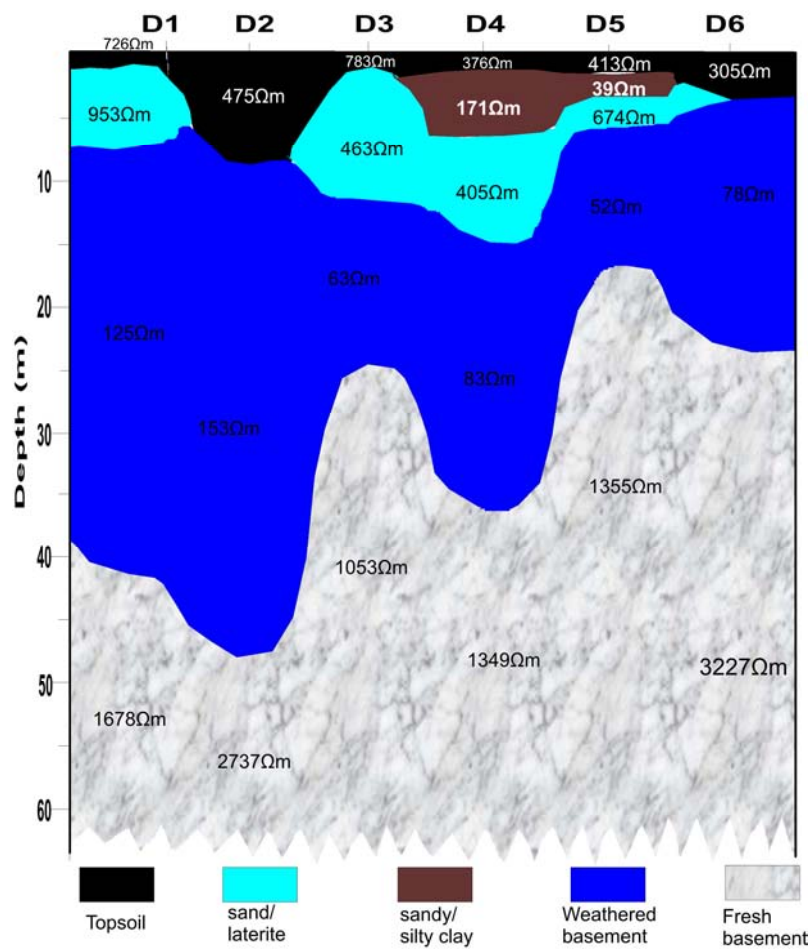 D1 D2 D3 D4 D5 D6
726Ωm 783Ωm 376Ωm 413Ωm 305Ωm
475Ωm 39Ωm
953Ωm 171Ωm 674Ωm
463Ωm
405Ωm
52Ωm 78Ωm
63Ωm
125Ωm
83Ωm
153Ωm
1355Ωm
1053Ωm
1349Ωm 3227Ωm
1678Ωm
2737Ωm
10
20
30
40
50
60
Depth (m)
Topsoil
sand/
laterite
sandy/
silty clay
Weathered
basement
Fresh
basement